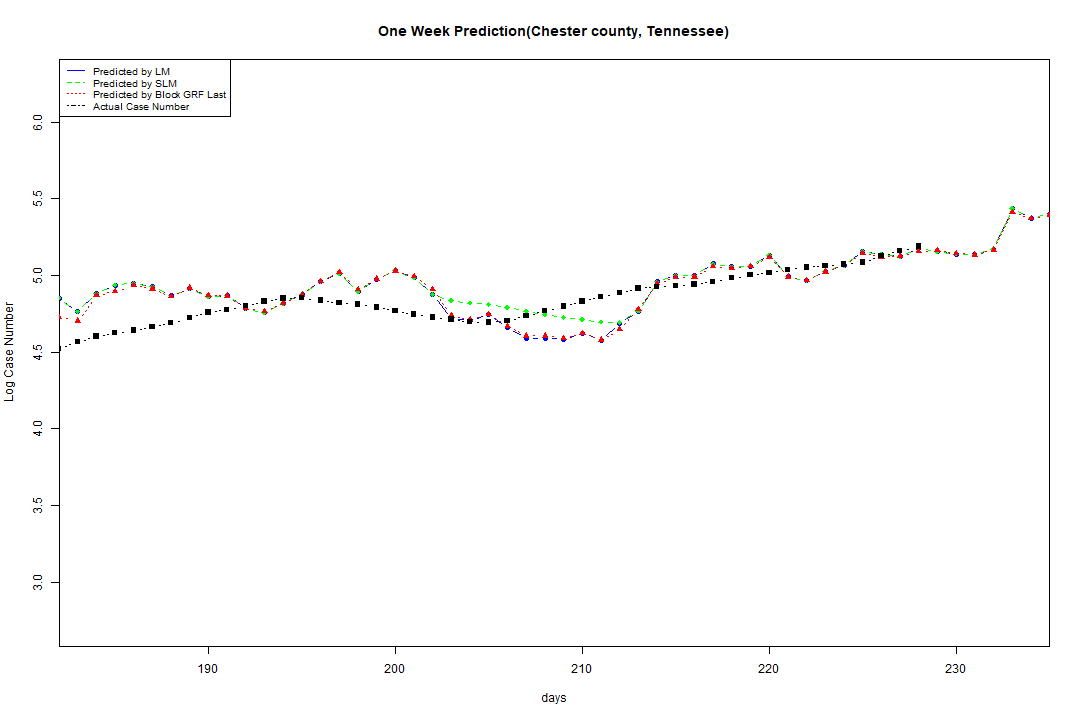 One Week Prediction(Chester county, Tennessee)
Predicted by LM
Predicted by SLM
Predicted by Block GRF Last
Actual Case Number
6.0
5.5
5.0
4.5
4.0
3.5
3.0
Log Case Number
190 200 210 220 230
days